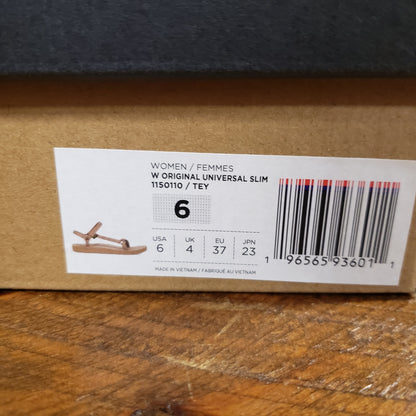 WOMEN / FEMMES
W ORIGINAL UNIVERSAL SLIM
1150110 / TEY
6
USA UK EU JPN
6 4 37 23
MADE IN VIETNAM / FABRIQUÉ AU VIETNAM
1 96565 93601 1